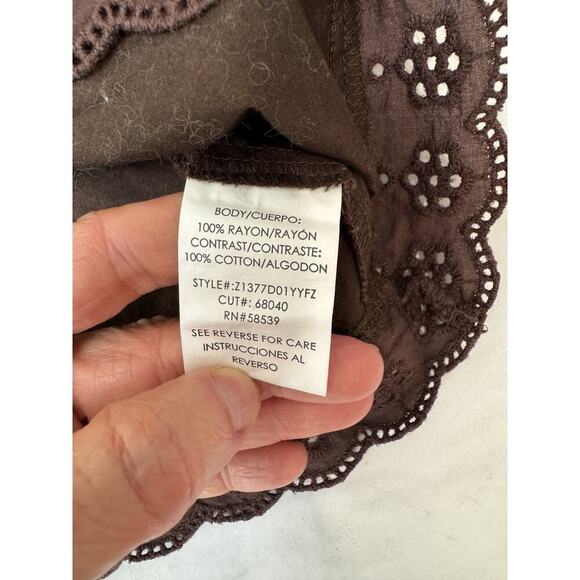 BODY/CUERPO:
100% RAYON/RAYÓN
CONTRAST/CONTRASTE:
100% COTTON/ALGODON
STYLE#:Z1377D01YYFZ
CUT#: 68040
RN#58539
SEE REVERSE FOR CARE
INSTRUCCIONES AL
REVERSO